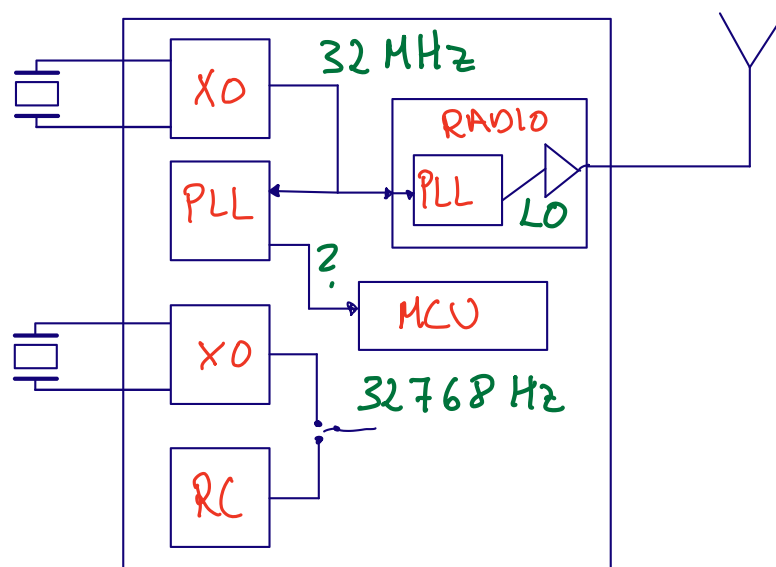 32 MHz
XO
RADIO
PLL
PLL
LO
?
MCU
XO
32768 Hz
RC